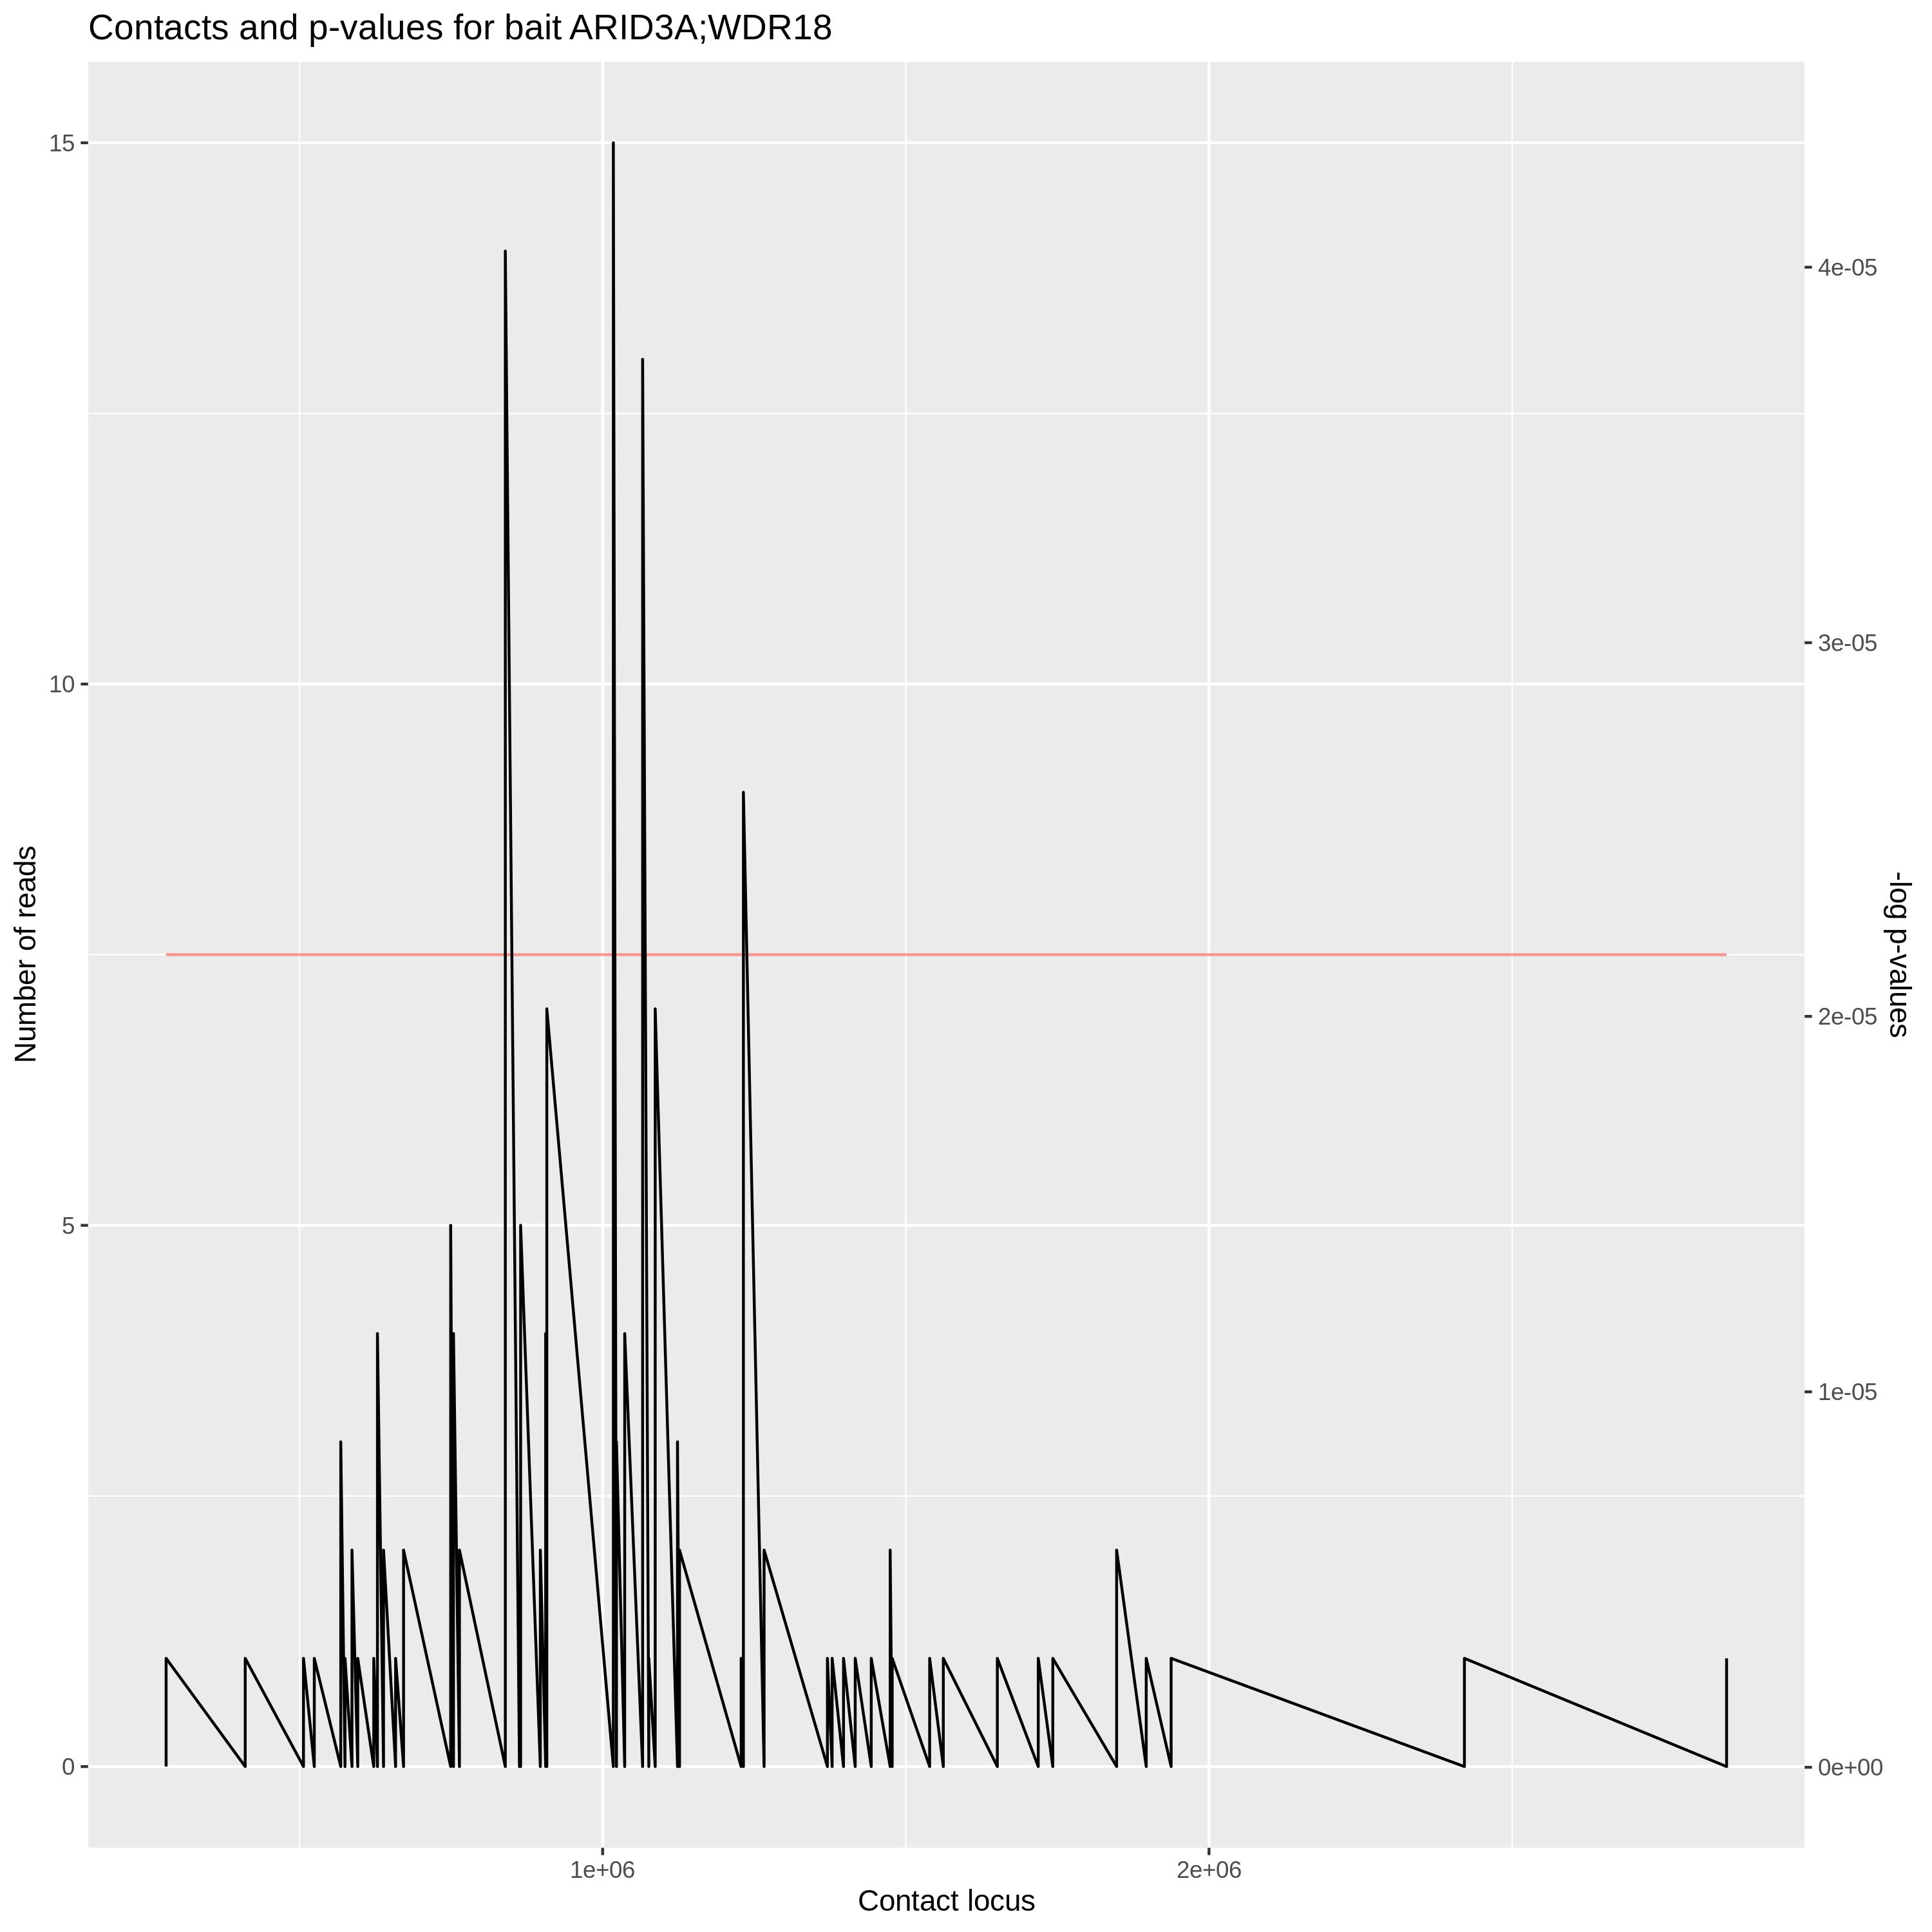 Contacts and p-values for bait ARID3A;WDR18
15
10
5
0
Number of reads
4e-05
3e-05
2e-05
1e-05
0e+00
-log p-values
1e+06
2e+06
Contact locus